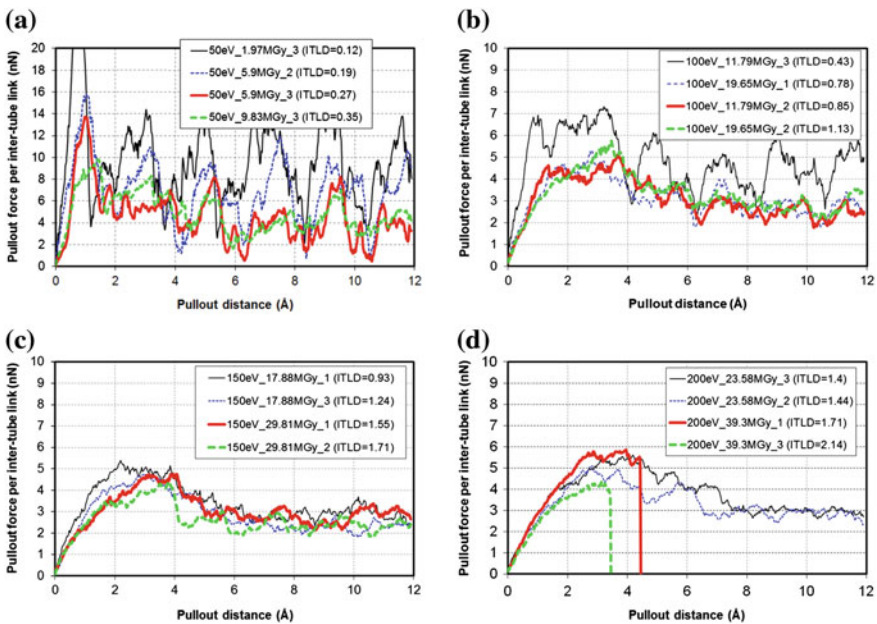 (a)
Pullout force per inter-tube link (nN)
20
18
16
14
12
10
8
6
4
2
0
50eV_1.97MGy_3 (ITLD=0.12)
50eV_5.9MGy_2 (ITLD=0.19)
50eV_5.9MGy_3 (ITLD=0.27)
50eV_9.83MGy_3 (ITLD=0.35)
0 2 4 6 8 10 12
Pullout distance (Å)
(b)
Pullout force per inter-tube link (nN)
10
9
8
7
6
5
4
3
2
1
0
100eV_11.79MGy_3 (ITLD=0.43)
100eV_19.65MGy_1 (ITLD=0.78)
100eV_11.79MGy_2 (ITLD=0.85)
100eV_19.65MGy_2 (ITLD=1.13)
0 2 4 6 8 10 12
Pullout distance (Å)
(c)
Pullout force per inter-tube link (nN)
10
9
8
7
6
5
4
3
2
1
0
150eV_17.88MGy_1 (ITLD=0.93)
150eV_17.88MGy_3 (ITLD=1.24)
150eV_29.81MGy_1 (ITLD=1.55)
150eV_29.81MGy_2 (ITLD=1.71)
0 2 4 6 8 10 12
Pullout distance (Å)
(d)
Pullout force per inter-tube link (nN)
10
9
8
7
6
5
4
3
2
1
0
200eV_23.58MGy_3 (ITLD=1.4)
200eV_23.58MGy_2 (ITLD=1.44)
200eV_39.3MGy_1 (ITLD=1.71)
200eV_39.3MGy_3 (ITLD=2.14)
0 2 4 6 8 10 12
Pullout distance (Å)